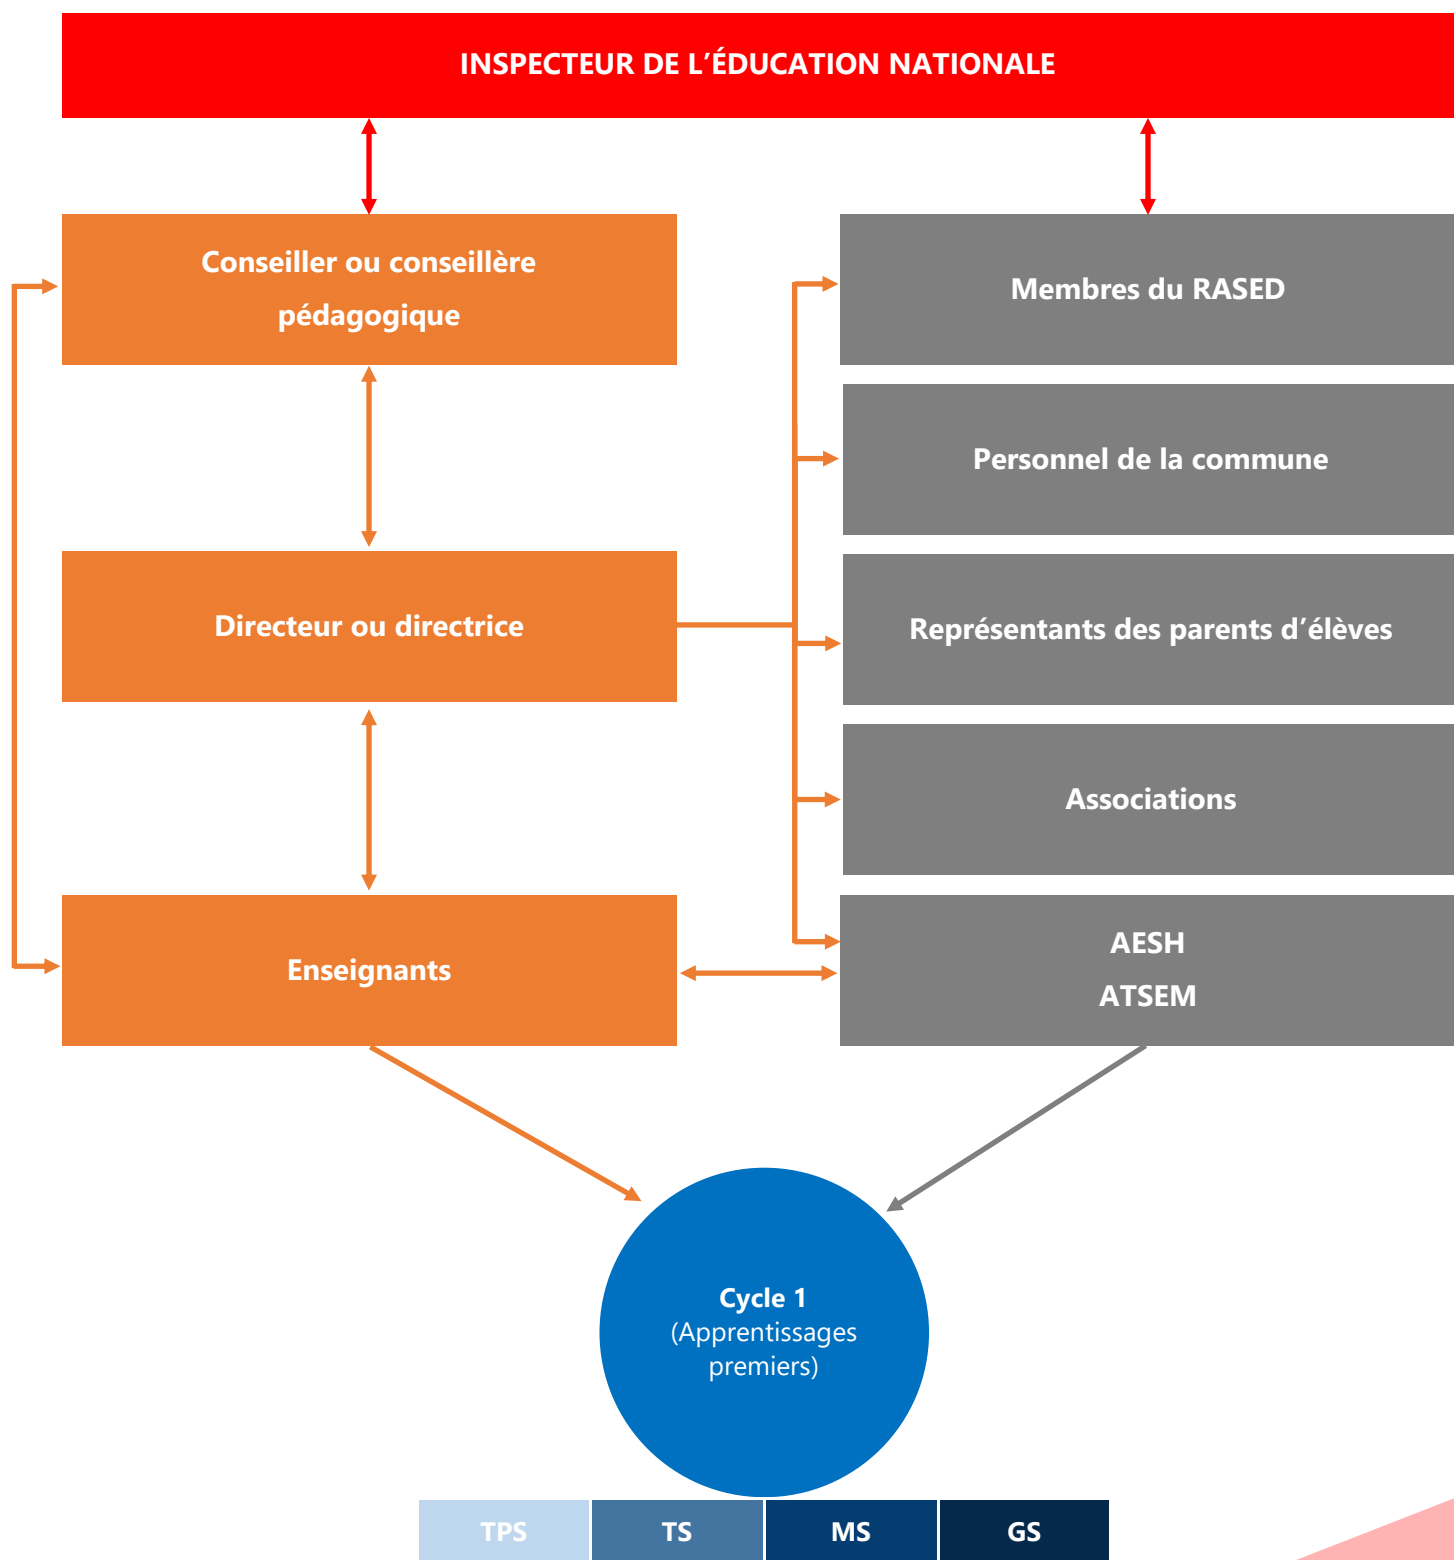 INSPECTEUR DE L’ÉDUCATION NATIONALE
Conseiller ou conseillère
pédagogique
Membres du RASED
Personnel de la commune
Directeur ou directrice
Représentants des parents d’élèves
Associations
Enseignants
AESH
ATSEM
Cycle 1
(Apprentissages
premiers)
TPS
TS
MS
GS